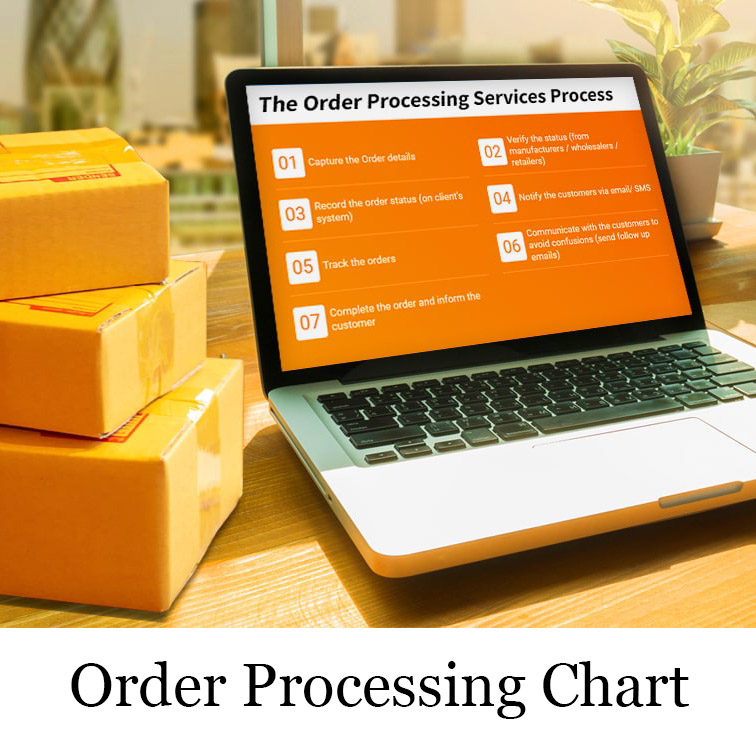 The Order Processing Services Process
01 Capture the Order details
02 Verify the status (from
manufacturers / wholesalers /
retailers)
03 Record the order status (on client's
system)
04 Notify the customers via email/ SMS
05 Track the orders
06 Communicate with the customers to
avoid confusions (send follow up
emails)
07 Complete the order and inform the
customer
Order Processing Chart